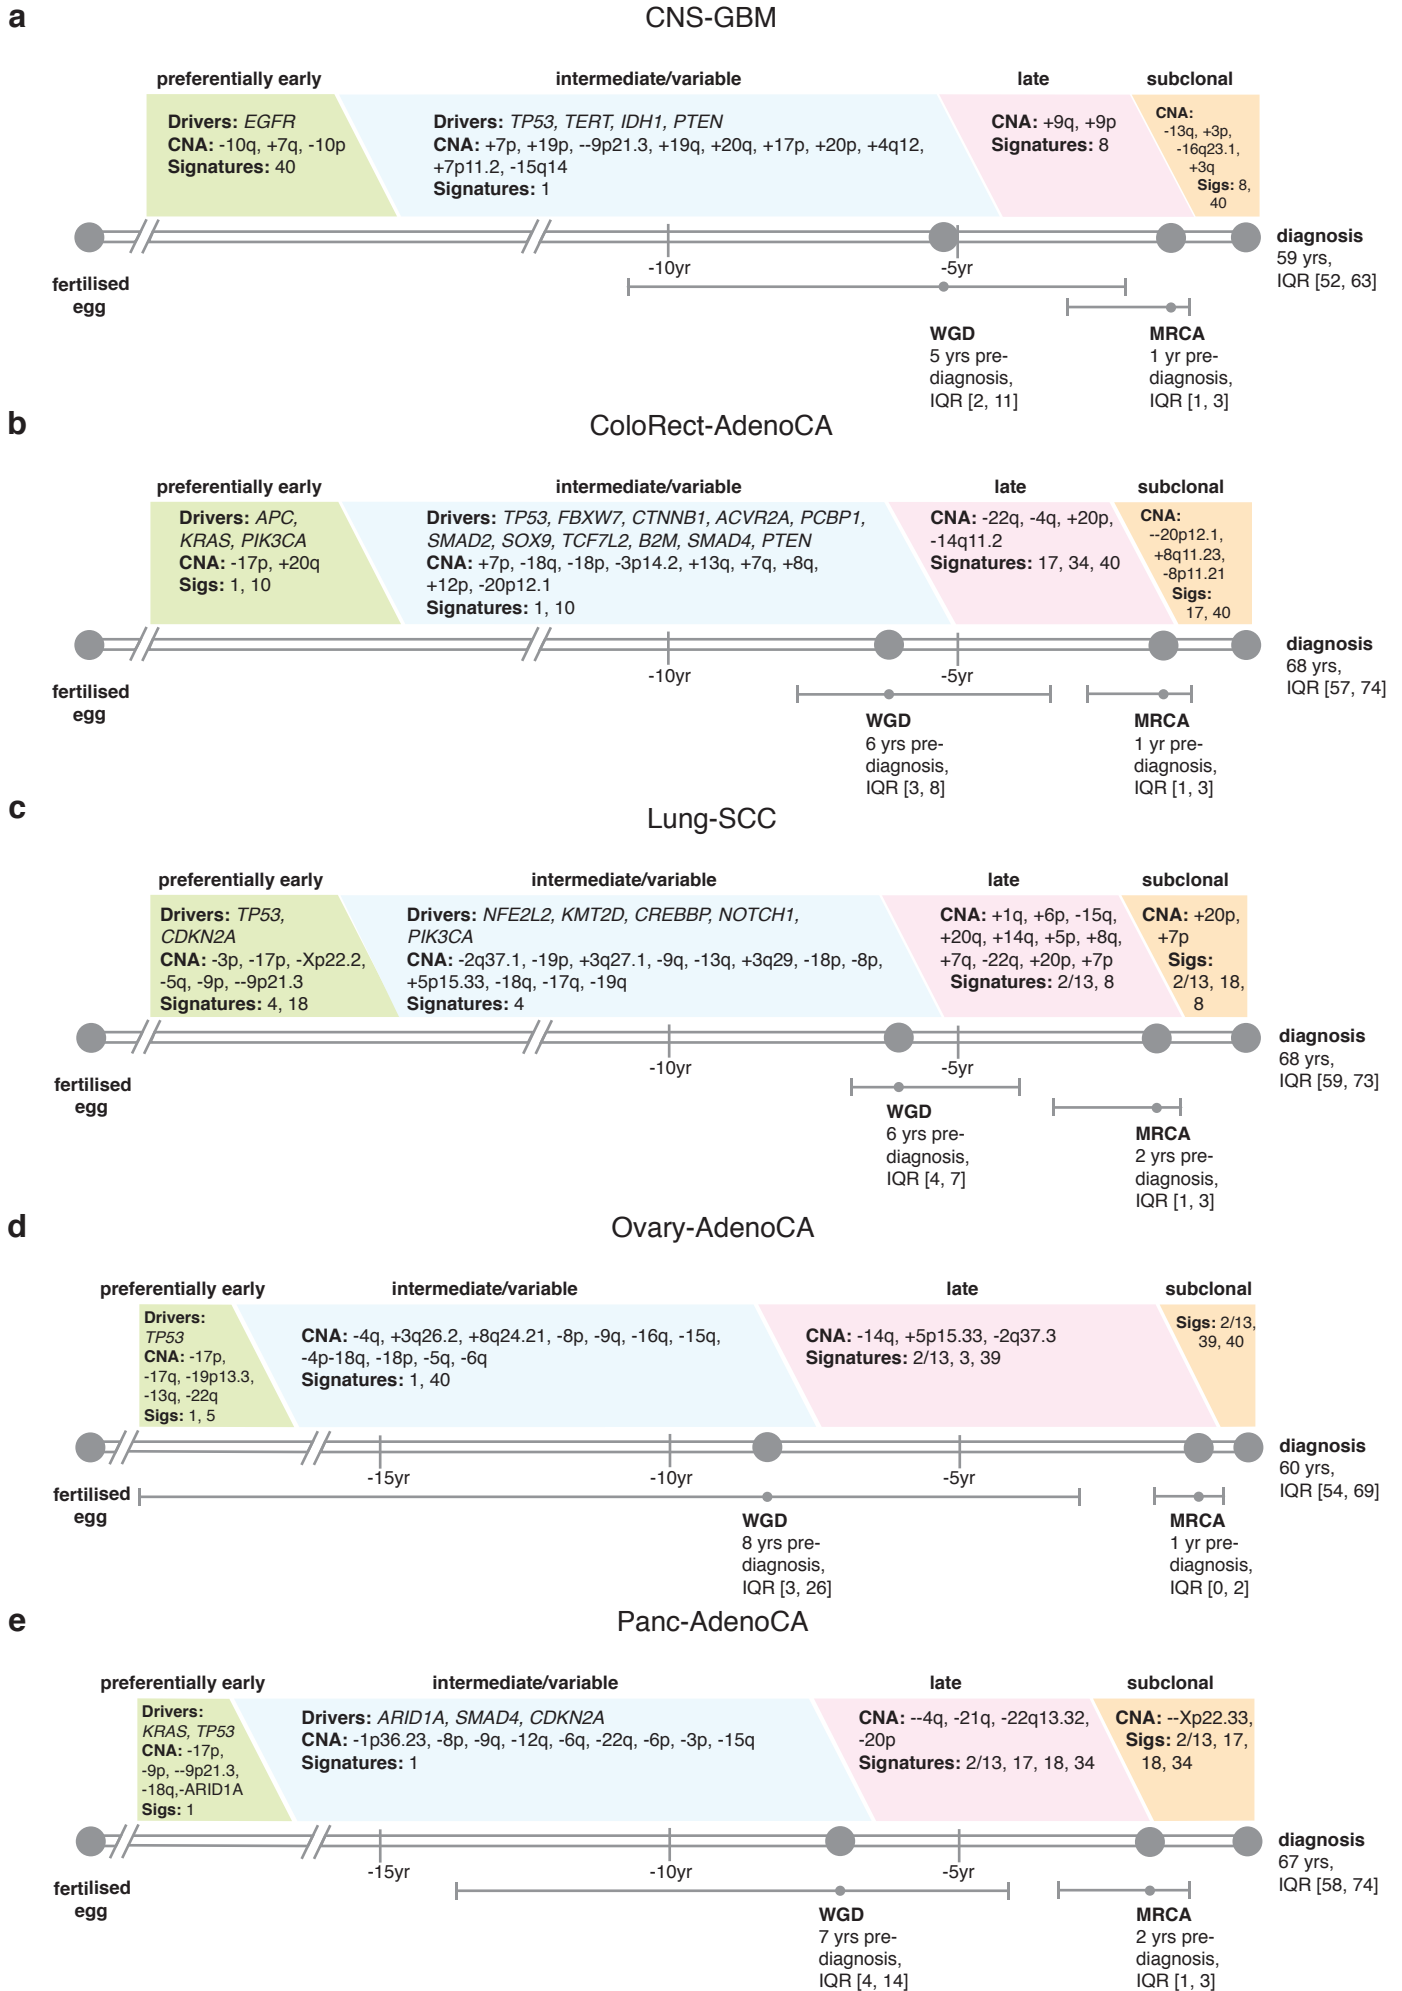 a
CNS-GBM
preferentially early
intermediate/variable
late
subclonal
Drivers: EGFR
CNA: -10q, +7q, -10p
Signatures: 40
Drivers: TP53, TERT, IDH1, PTEN
CNA: +7p, +19p, --9p21.3, +19q, +20q, +17p, +20p, +4q12,
+7p11.2, -15q14
Signatures: 1
CNA: +9q, +9p
Signatures: 8
CNA:
-13q, +3p,
-16q23.1,
+3q
Sigs: 8,
40
fertilised
egg
-10yr
-5yr
diagnosis
59 yrs,
IQR [52, 63]
WGD
5 yrs pre-
diagnosis,
IQR [2, 11]
MRCA
1 yr pre-
diagnosis,
IQR [1, 3]
b
ColoRect-AdenoCA
preferentially early
intermediate/variable
late
subclonal
Drivers: APC,
KRAS, PIK3CA
CNA: -17p, +20q
Sigs: 1, 10
Drivers: TP53, FBXW7, CTNNB1, ACVR2A, PCBP1,
SMAD2, SOX9, TCF7L2, B2M, SMAD4, PTEN
CNA: +7p, -18q, -18p, -3p14.2, +13q, +7q, +8q,
+12p, -20p12.1
Signatures: 1, 10
CNA: -22q, -4q, +20p,
-14q11.2
Signatures: 17, 34, 40
CNA:
--20p12.1,
+8q11.23,
-8p11.21
Sigs:
17, 40
fertilised
egg
-10yr
-5yr
diagnosis
68 yrs,
IQR [57, 74]
WGD
6 yrs pre-
diagnosis,
IQR [3, 8]
MRCA
1 yr pre-
diagnosis,
IQR [1, 3]
c
Lung-SCC
preferentially early
intermediate/variable
late
subclonal
Drivers: TP53,
CDKN2A
CNA: -3p, -17p, -Xp22.2,
-5q, -9p, --9p21.3
Signatures: 4, 18
Drivers: NFE2L2, KMT2D, CREBBP, NOTCH1,
PIK3CA
CNA: -2q37.1, -19p, +3q27.1, -9q, -13q, +3q29, -18p, -8p,
+5p15.33, -18q, -17q, -19q
Signatures: 4
CNA: +1q, +6p, -15q,
+20q, +14q, +5p, +8q,
+7q, -22q, +20p, +7p
Signatures: 2/13, 8
CNA: +20p,
+7p
Sigs:
2/13, 18,
8
fertilised
egg
-10yr
-5yr
diagnosis
68 yrs,
IQR [59, 73]
WGD
6 yrs pre-
diagnosis,
IQR [4, 7]
MRCA
2 yrs pre-
diagnosis,
IQR [1, 3]
d
Ovary-AdenoCA
preferentially early
intermediate/variable
late
subclonal
Drivers:
TP53
CNA: -17p,
-17q, -19p13.3,
-13q, -22q
Sigs: 1, 5
CNA: -4q, +3q26.2, +8q24.21, -8p, -9q, -16q, -15q,
-4p-18q, -18p, -5q, -6q
Signatures: 1, 40
CNA: -14q, +5p15.33, -2q37.3
Signatures: 2/13, 3, 39
Sigs: 2/13,
39, 40
fertilised
egg
-15yr
-10yr
-5yr
diagnosis
60 yrs,
IQR [54, 69]
WGD
8 yrs pre-
diagnosis,
IQR [3, 26]
MRCA
1 yr pre-
diagnosis,
IQR [0, 2]
e
Panc-AdenoCA
preferentially early
intermediate/variable
late
subclonal
Drivers:
KRAS, TP53
CNA: -17p,
-9p, --9p21.3,
-18q,-ARID1A
Sigs: 1
Drivers: ARID1A, SMAD4, CDKN2A
CNA: -1p36.23, -8p, -9q, -12q, -6q, -22q, -6p, -3p, -15q
Signatures: 1
CNA: --4q, -21q, -22q13.32,
-20p
Signatures: 2/13, 17, 18, 34
CNA: --Xp22.33,
Sigs: 2/13, 17,
18, 34
fertilised
egg
-15yr
-10yr
-5yr
diagnosis
67 yrs,
IQR [58, 74]
WGD
7 yrs pre-
diagnosis,
IQR [4, 14]
MRCA
2 yrs pre-
diagnosis,
IQR [1, 3]